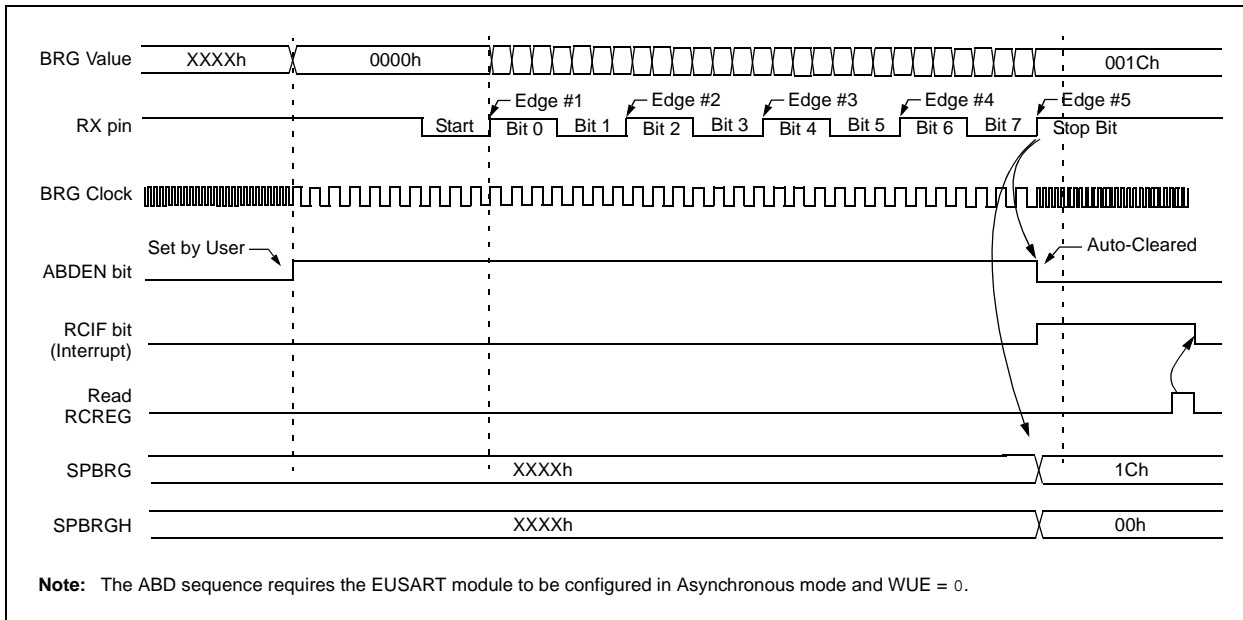 BRG Value XXXXh 0000h 001Ch
Edge #1 Edge #2 Edge #3 Edge #4 Edge #5
RX pin Start Bit 0 Bit 1 Bit 2 Bit 3 Bit 4 Bit 5 Bit 6 Bit 7 Stop Bit
BRG Clock
Set by User Auto-Cleared
ABDEN bit
RCIF bit
(Interrupt)
Read
RCREG
SPBRG XXXXh 1Ch
SPBRGH XXXXh 00h
Note: The ABD sequence requires the EUSART module to be configured in Asynchronous mode and WUE = 0.